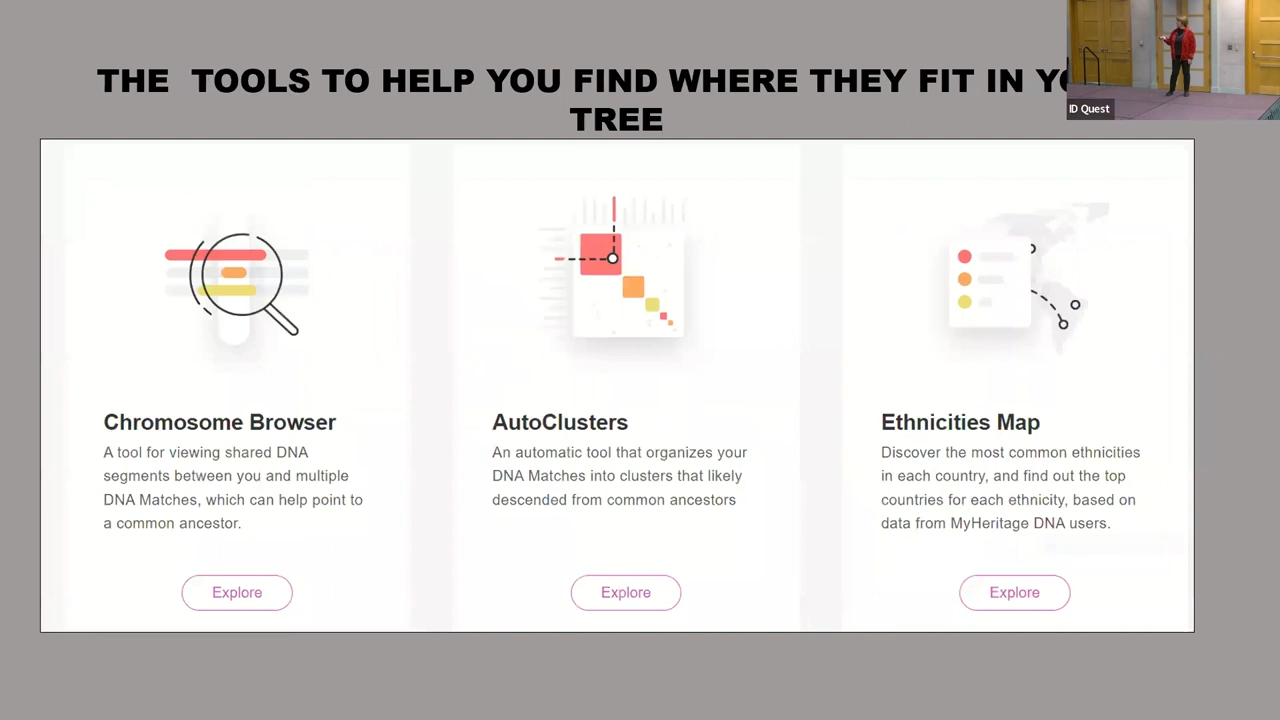 THE TOOLS TO HELP YOU FIND WHERE THEY FIT IN
TREE
ID Quest
Chromosome Browser
A tool for viewing shared DNA
segments between you and multiple
DNA Matches, which can help point to
a common ancestor.
Explore
AutoClusters
An automatic tool that organizes your
DNA Matches into clusters that likely
descended from common ancestors
Explore
Ethnicities Map
Discover the most common ethnicities
in each country, and find out the top
countries for each ethnicity, based on
data from MyHeritage DNA users.
Explore